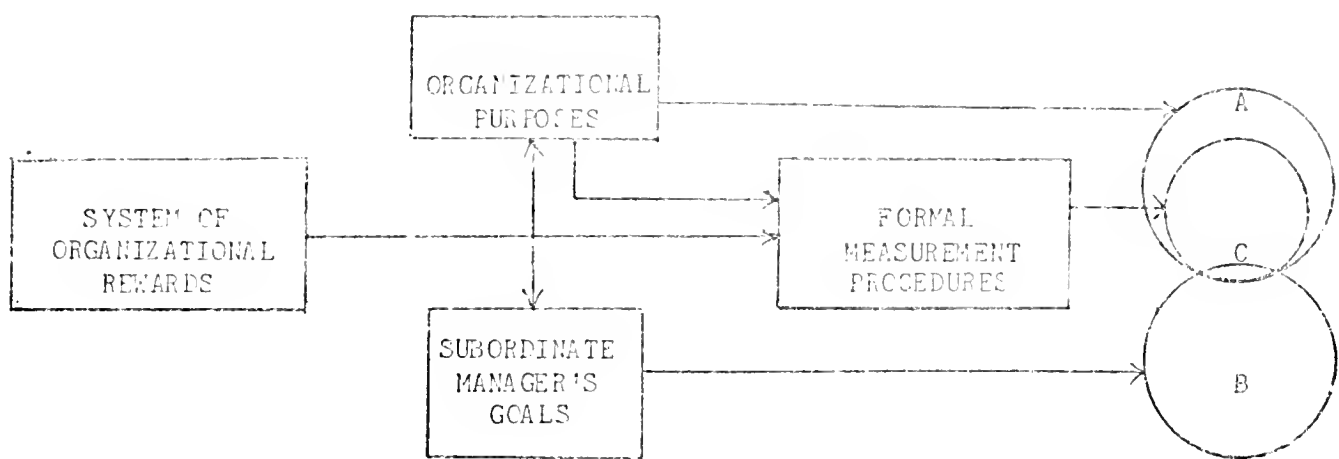 ORGANIZATIONAL
PURPOSES
A
SYSTEM OF
ORGANIZATIONAL
REWARDS
FORMAL
MEASUREMENT
PROCEDURES
C
SUBORDINATE
MANAGER'S
GOALS
B